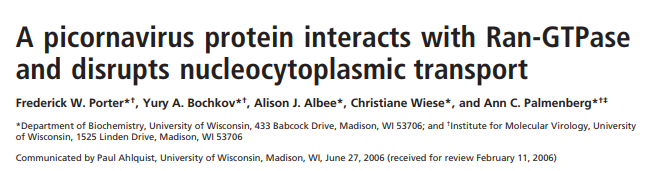 A picornavirus protein interacts with Ran-GTPase
and disrupts nucleocytoplasmic transport
Frederick W. Porter*†, Yury A. Bochkov*†, Alison J. Albee*, Christiane Wiese*, and Ann C. Palmenberg*†‡
*Department of Biochemistry, University of Wisconsin, 433 Babcock Drive, Madison, WI 53706; and †Institute for Molecular Virology, University
of Wisconsin, 1525 Linden Drive, Madison, WI 53706
Communicated by Paul Ahlquist, University of Wisconsin, Madison, WI, June 27, 2006 (received for review February 11, 2006)